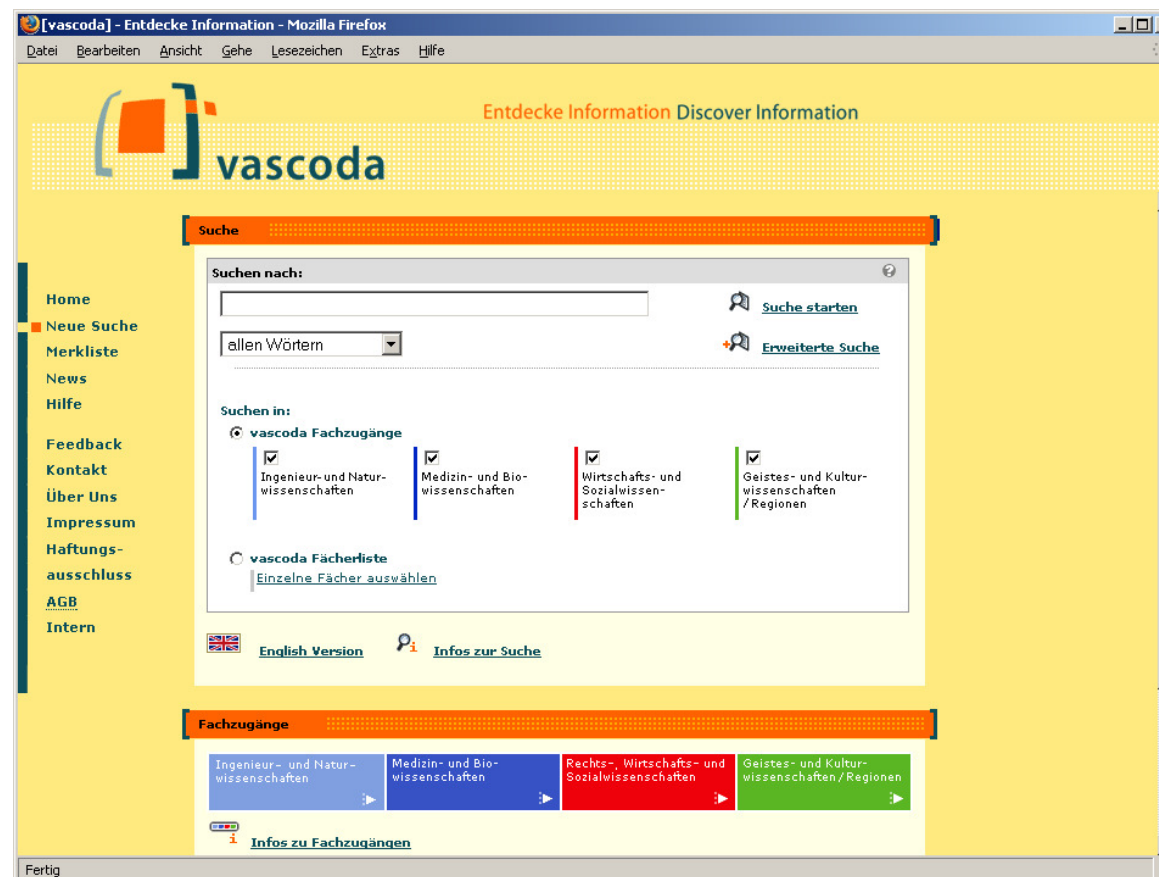 [vascoda] - Entdecke Information - Mozilla Firefox
Datei Bearbeiten Ansicht Gehe Lesezeichen Extras Hilfe
Entdecke Information Discover Information
vascoda
Suche
Suchen nach:
Suche starten
allen Wörtern
Erweiterte Suche
Home
Neue Suche
Merkliste
News
Hilfe
Feedback
Kontakt
Über Uns
Impressum
Haftungs-
ausschluss
AGB
Intern
Suchen in:
vascoda Fachzugänge
Ingenieur- und Natur-
wissenschaften
Medizin- und Bio-
wissenschaften
Wirtschafts- und
Sozialwissen-
schaften
Geistes- und Kultur-
wissenschaften
/ Regionen
vascoda Fächerliste
Einzelne Fächer auswählen
English Version
Infos zur Suche
Fachzugänge
Ingenieur- und Natur-
wissenschaften
Medizin- und Bio-
wissenschaften
Rechts-, Wirtschafts- und
Sozialwissenschaften
Geistes- und Kultur-
wissenschaften / Regionen
Infos zu Fachzugängen
Fertig